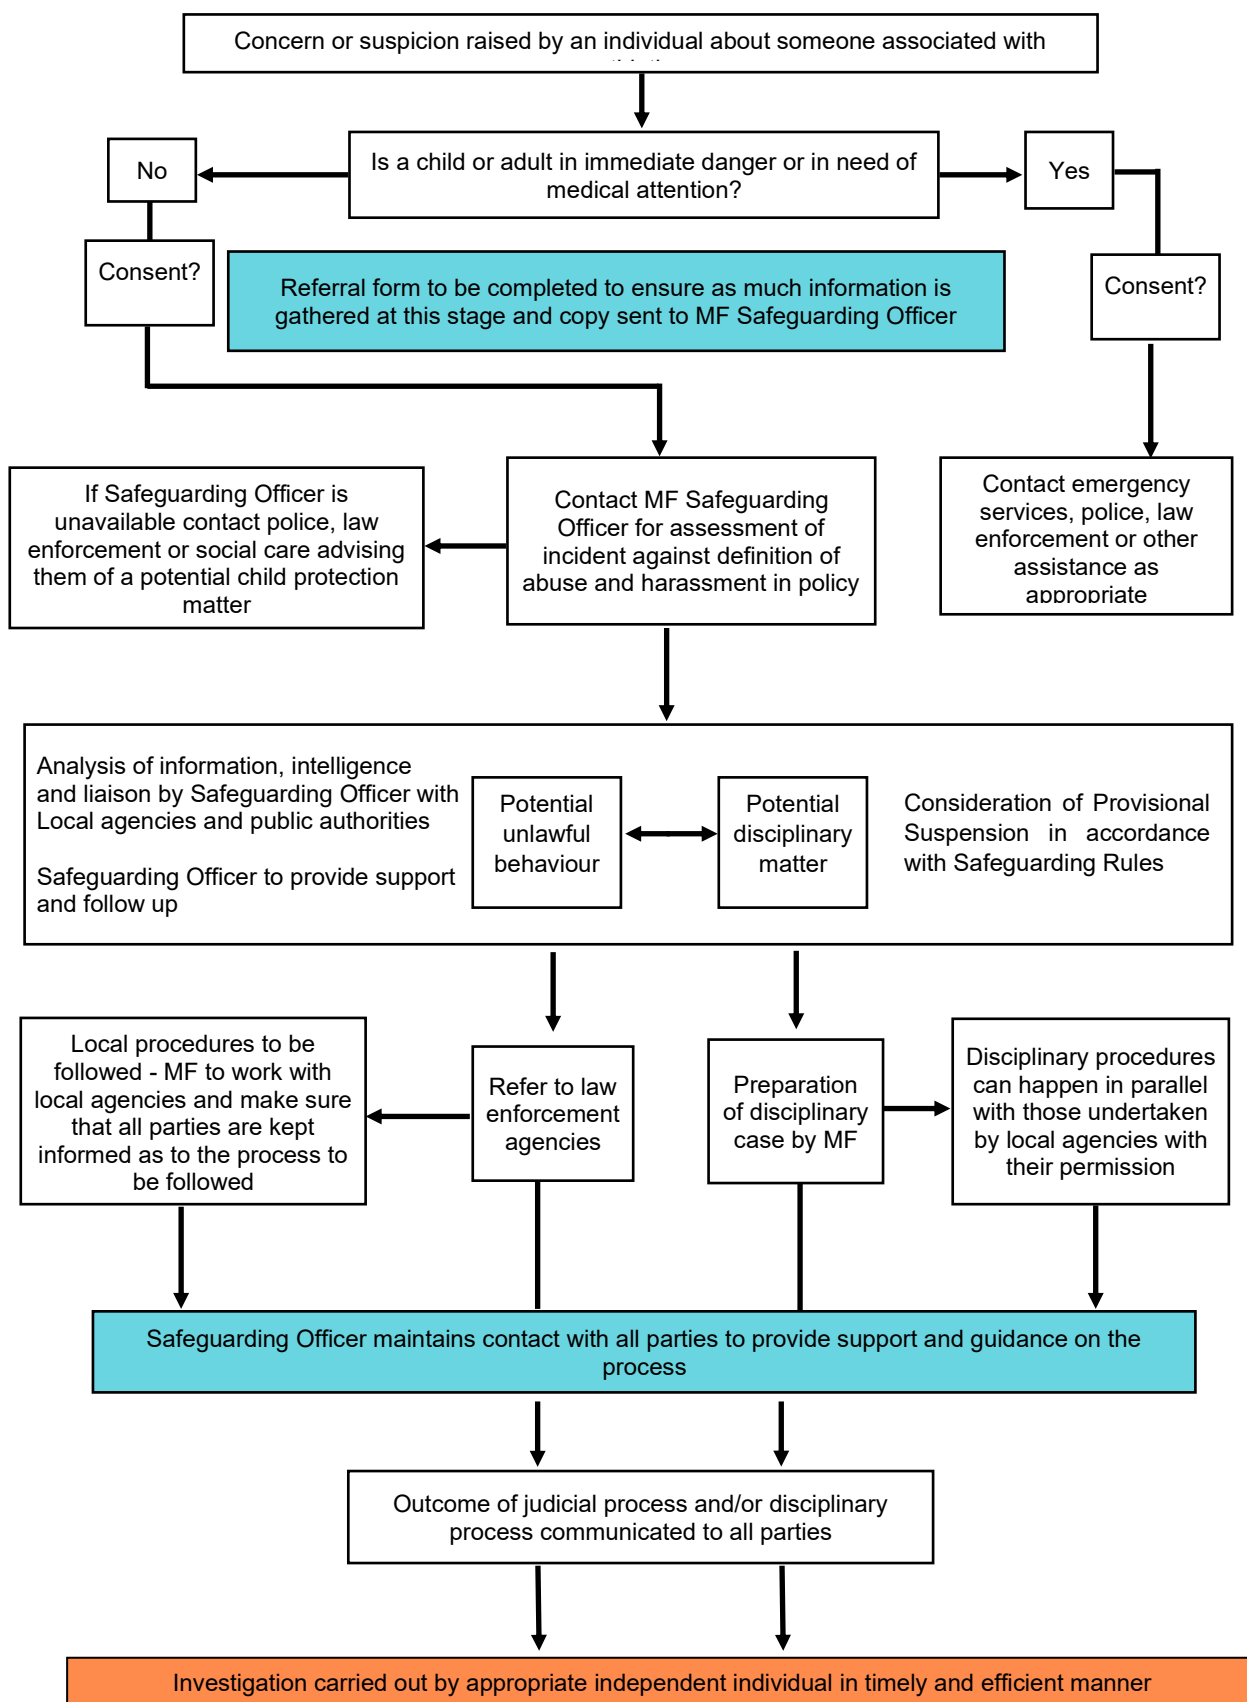 Concern or suspicion raised by an individual about someone associated with
Is a child or adult in immediate danger or in need of
medical attention?
No
Yes
Consent?
Referral form to be completed to ensure as much information is
gathered at this stage and copy sent to MF Safeguarding Officer
Consent?
If Safeguarding Officer is
unavailable contact police, law
enforcement or social care advising
them of a potential child protection
matter
Contact MF Safeguarding
Officer for assessment of
incident against definition of
abuse and harassment in policy
Contact emergency
services, police, law
enforcement or other
assistance as
appropriate
Analysis of information, intelligence
and liaison by Safeguarding Officer with
Local agencies and public authorities
Safeguarding Officer to provide support
and follow up
Potential
unlawful
behaviour
Potential
disciplinary
matter
Consideration of Provisional
Suspension in accordance
with Safeguarding Rules
Local procedures to be
followed - MF to work with
local agencies and make sure
that all parties are kept
informed as to the process to
be followed
Refer to law
enforcement
agencies
Preparation
of disciplinary
case by MF
Disciplinary procedures
can happen in parallel
with those undertaken
by local agencies with
their permission
Safeguarding Officer maintains contact with all parties to provide support and guidance on the
process
Outcome of judicial process and/or disciplinary
process communicated to all parties
Investigation carried out by appropriate independent individual in timely and efficient manner